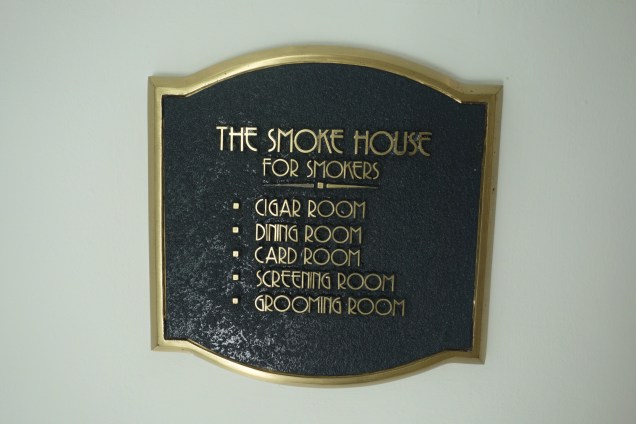 THE SMOKE HOUSE
FOR SMOKERS
▪ CIGAR ROOM
▪ DINING ROOM
▪ CARD ROOM
▪ SCREENING ROOM
▪ GROOMING ROOM